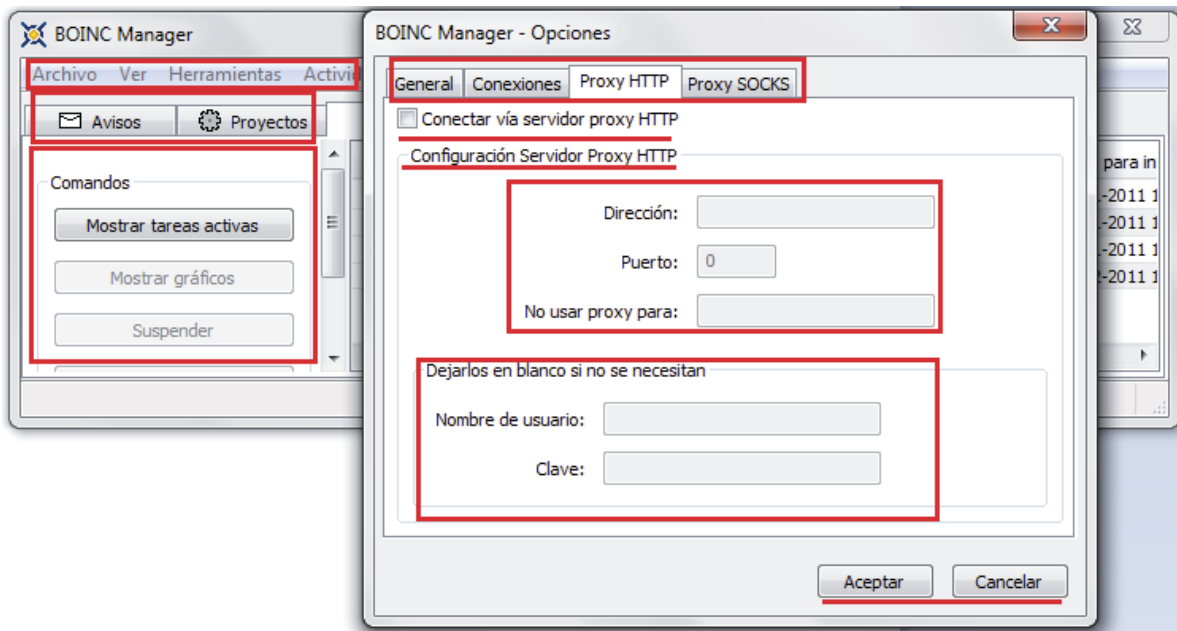 BOINC Manager
Archivo Ver Herramientas Activi
Avisos Proyectos
Comandos
Mostrar tareas activas
Mostrar gráficos
Suspender
para in
-2011 1
-2011 1
-2011 1
-2011 1
BOINC Manager - Opciones
General Conexiones Proxy HTTP Proxy SOCKS
Conectar vía servidor proxy HTTP
Configuración Servidor Proxy HTTP
Dirección:
Puerto: 0
No usar proxy para:
Dejarlos en blanco si no se necesitan
Nombre de usuario:
Clave:
Aceptar Cancelar